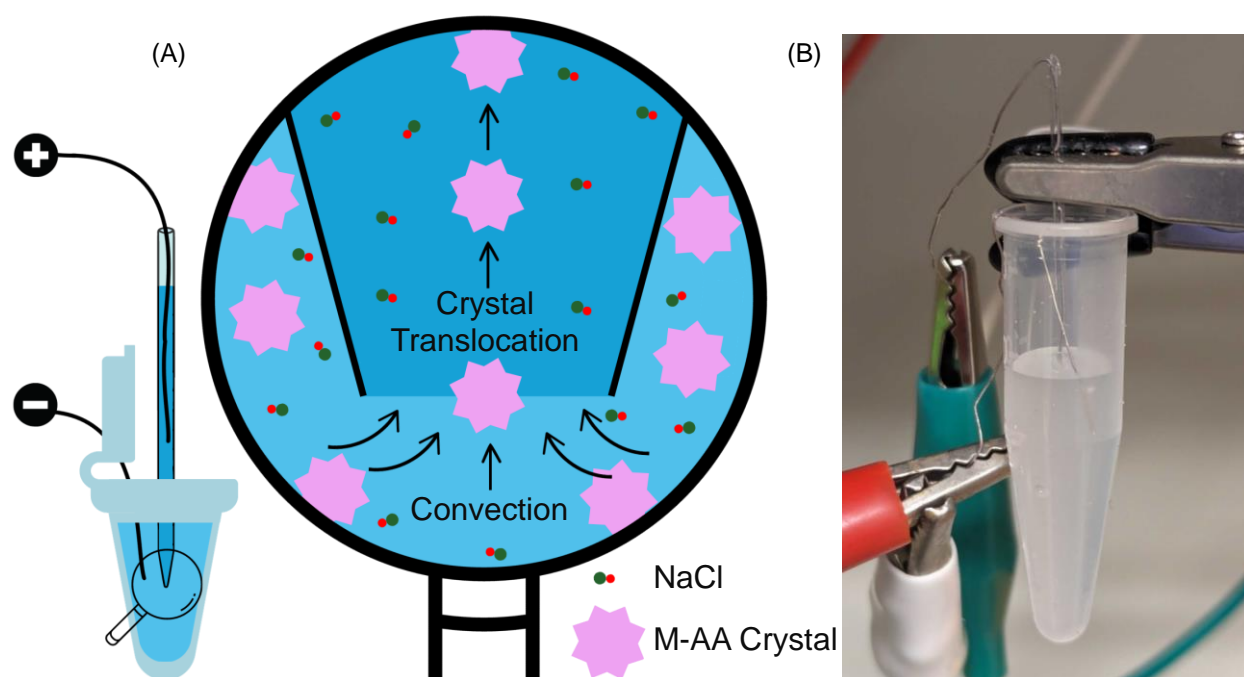 (A)
(B)
+
−
Crystal
Translocation
Convection
NaCl
M-AA Crystal